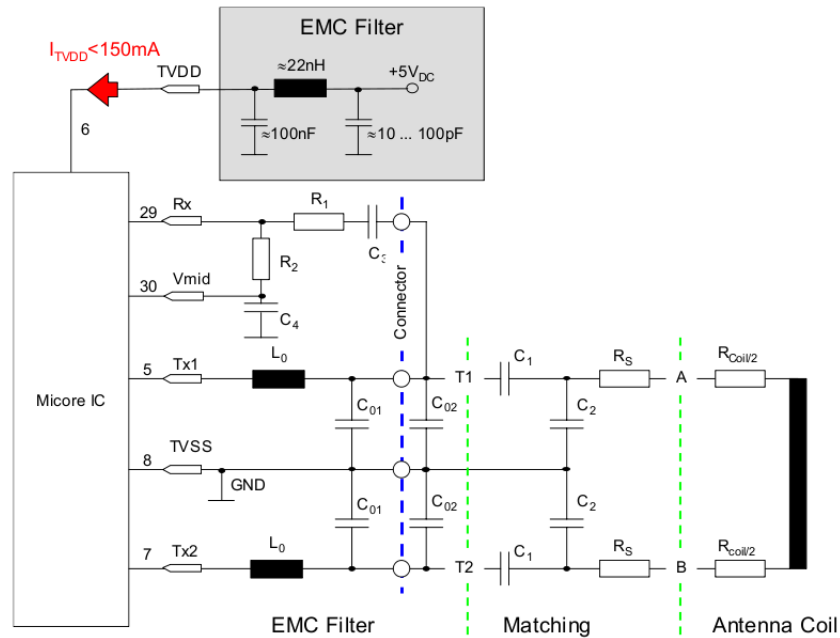 EMC Filter
I_TVDD<150mA
TVDD
≈22nH
+5V_DC
≈100nF
≈10 ... 100pF
6
29
Rx
R_1
C_3
R_2
30
Vmid
C_4
Connector
5
Tx1
L_0
T1
C_1
R_S
A
R_Coil/2
Micore IC
C_01
C_02
C_2
8
TVSS
GND
C_01
C_02
C_2
7
Tx2
L_0
T2
C_1
R_S
B
R_coil/2
EMC Filter
Matching
Antenna Coil